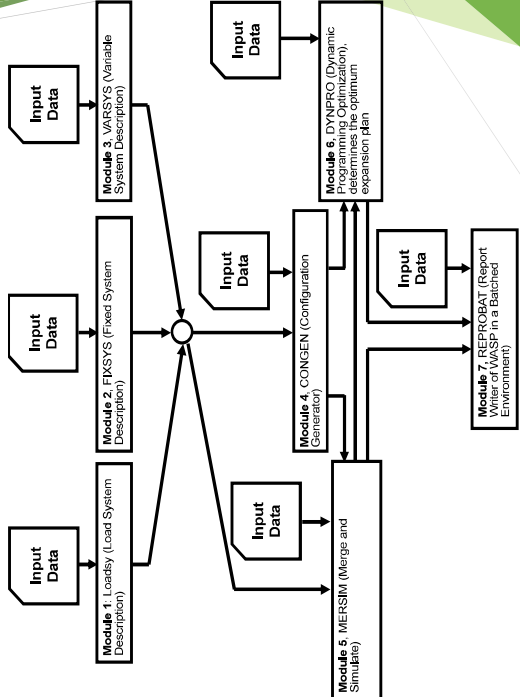 Input
Data
Module 1: Loadsy (Load System
Description)
Input
Data
Module 2, FIXSYS (Fixed System
Description)
Input
Data
Module 3, VARSYS (Variable
System Description)
Input
Data
Module 5, MERSIM (Merge and
Simulate)
Input
Data
Module 4, CONGEN (Configuration
Generator)
Input
Data
Module 6, DYNPRO (Dynamic
Programming Optimization),
determines the optimum
expansion plan
Input
Data
Module 7, REPROBAT (Report
Writer of WASP in a Batched
Environment)